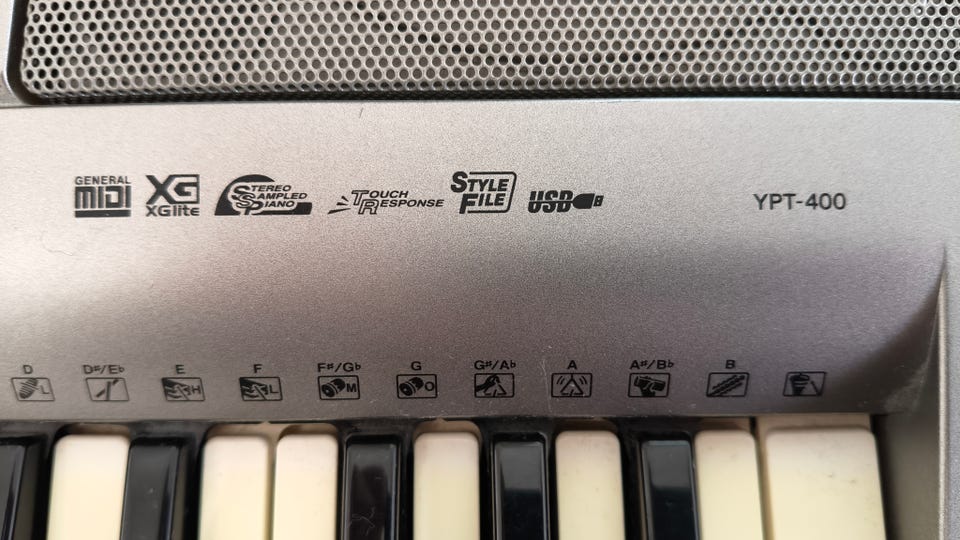 GENERAL MIDI
XG
XGlite
STEREO SAMPLED PIANO
TOUCH RESPONSE
STYLE FILE
USB
YPT-400
D D♯/E♭ E F F♯/G♭ G G♯/A♭ A A♯/B♭ B
L H L M O